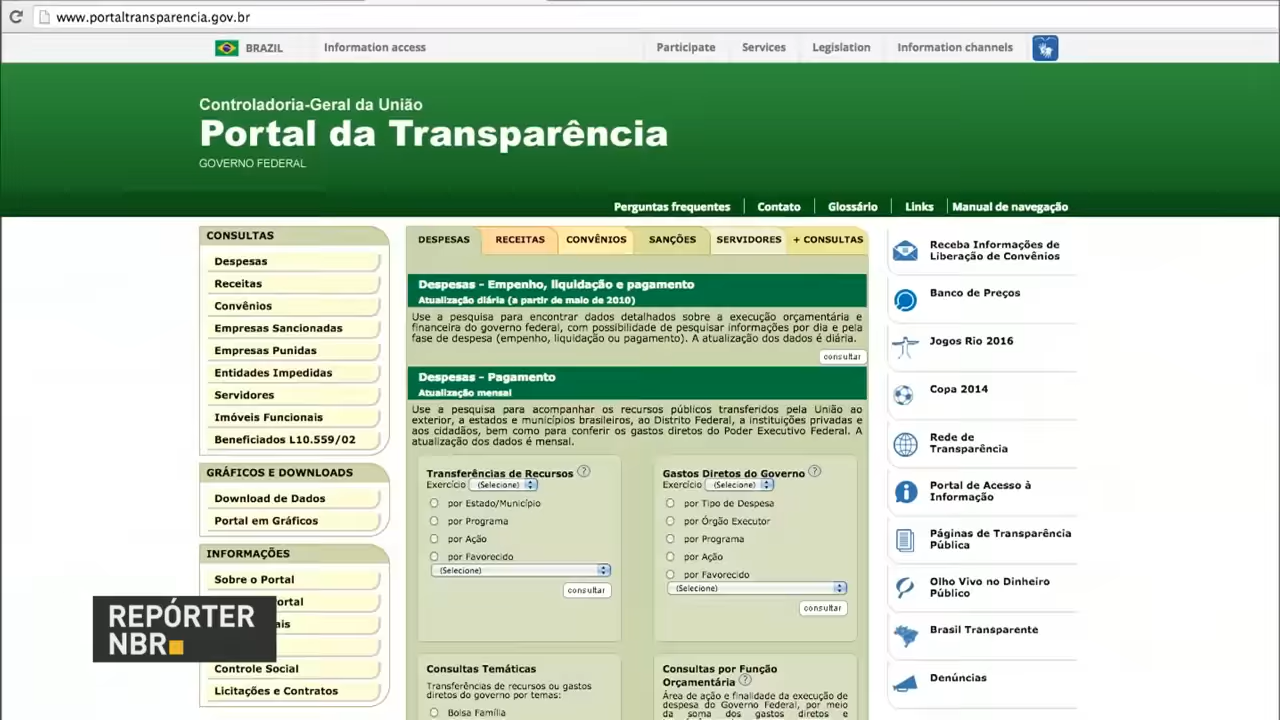 www.portaltransparencia.gov.br
BRAZIL
Information access
Participate
Services
Legislation
Information channels
Controladoria-Geral da União
Portal da Transparência
GOVERNO FEDERAL
Perguntas frequentes
Contato
Glossário
Links
Manual de navegação
CONSULTAS
Despesas
Receitas
Convênios
Empresas Sancionadas
Empresas Punidas
Entidades Impedidas
Servidores
Imóveis Funcionais
Beneficiados L10.559/02
GRÁFICOS E DOWNLOADS
Download de Dados
Portal em Gráficos
INFORMAÇÕES
Sobre o Portal
ortal
ais
Controle Social
Licitações e Contratos
REPÓRTER
NBR
DESPESAS
RECEITAS
CONVÊNIOS
SANÇÕES
SERVIDORES
+ CONSULTAS
Despesas - Empenho, liquidação e pagamento
Atualização diária (a partir de maio de 2010)
Use a pesquisa para encontrar dados detalhados sobre a execução orçamentária e
financeira do governo federal, com possibilidade de pesquisar informações por dia e pela
fase de despesa (empenho, liquidação ou pagamento). A atualização dos dados é diária.
consultar
Despesas - Pagamento
Atualização mensal
Use a pesquisa para acompanhar os recursos públicos transferidos pela União ao
exterior, a estados e municípios brasileiros, ao Distrito Federal, a instituições privadas e
aos cidadãos, bem como para conferir os gastos diretos do Poder Executivo Federal. A
atualização dos dados é mensal.
Transferências de Recursos ?
Exercício (Selecione)
por Estado/Município
por Programa
por Ação
por Favorecido
(Selecione)
consultar
Gastos Diretos do Governo ?
Exercício (Selecione)
por Tipo de Despesa
por Órgão Executor
por Programa
por Ação
por Favorecido
(Selecione)
consultar
Consultas Temáticas
Transferências de recursos ou gastos
diretos do governo por temas:
Bolsa Família
Consultas por Função
Orçamentária ?
Área de ação e finalidade da execução de
despesa do Governo Federal, por meio
da soma dos gastos diretos e
Receba Informações de
Liberação de Convênios
Banco de Preços
Jogos Rio 2016
Copa 2014
Rede de
Transparência
Portal de Acesso à
Informação
Páginas de Transparência
Pública
Olho Vivo no Dinheiro
Público
Brasil Transparente
Denúncias